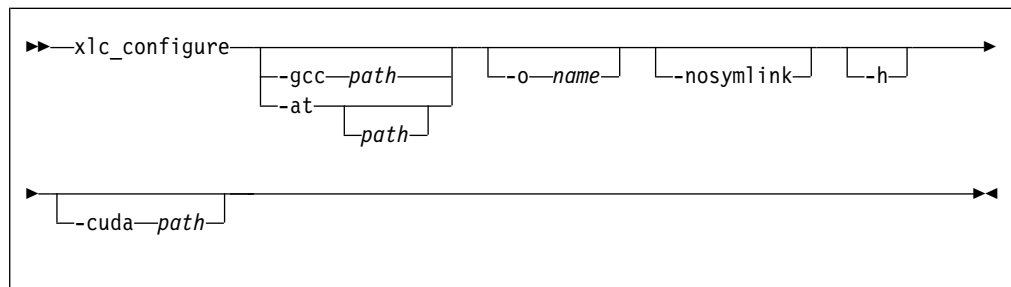 xlc_configure -gcc path -o name -nosymlink -h
-at path
-cuda path